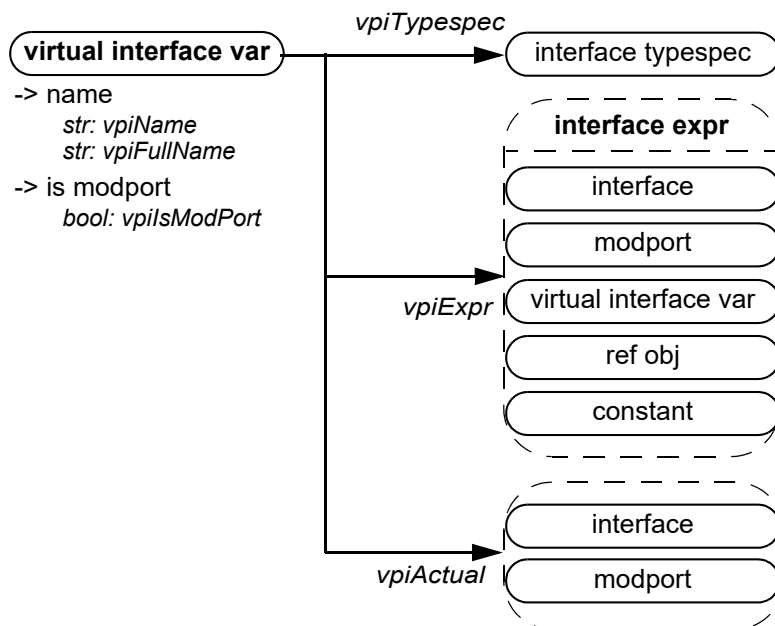 virtual interface var
-> name
str: vpiName
str: vpiFullName
-> is modport
bool: vpiIsModPort
vpiTypespec
interface typespec
vpiExpr
interface expr
interface
modport
virtual interface var
ref obj
constant
vpiActual
interface
modport